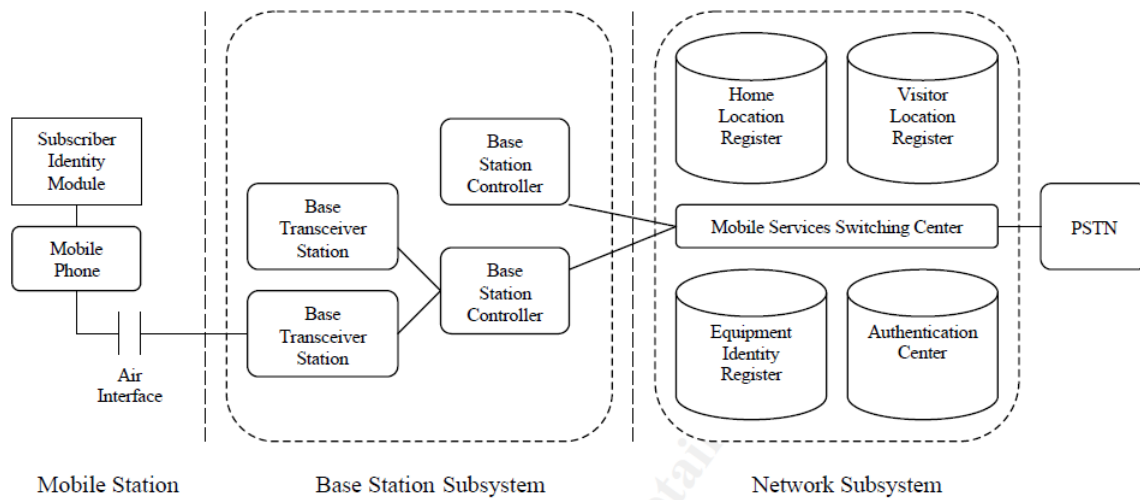 Subscriber
Identity
Module
Mobile
Phone
Air
Interface
Base
Transceiver
Station
Base
Transceiver
Station
Base
Station
Controller
Base
Station
Controller
Home
Location
Register
Visitor
Location
Register
Mobile Services Switching Center
Equipment
Identity
Register
Authentication
Center
PSTN
Mobile Station
Base Station Subsystem
Network Subsystem